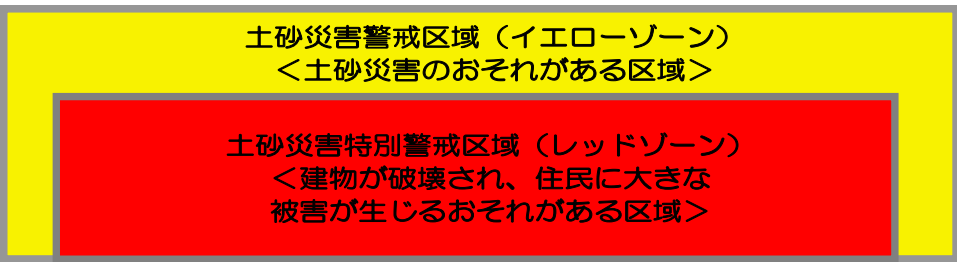 土砂災害警戒区域（イエローゾーン）
＜土砂災害のおそれがある区域＞
土砂災害特別警戒区域（レッドゾーン）
＜建物が破壊され、住民に大きな
被害が生じるおそれがある区域＞